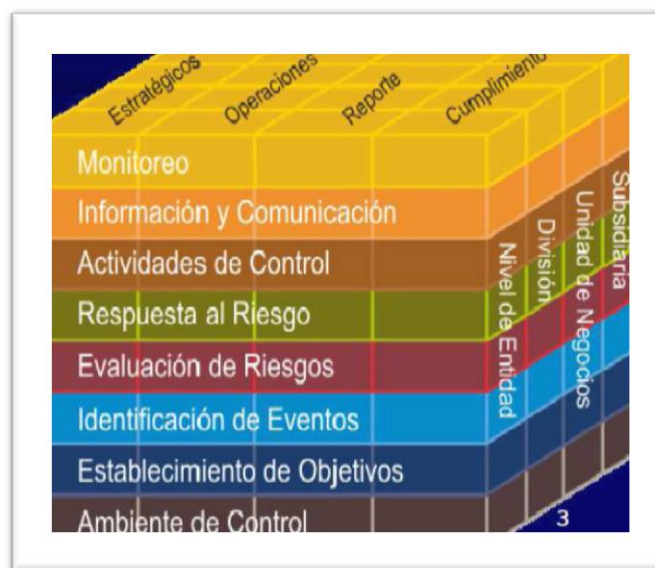 Estratégicos
Operaciones
Reporte
Cumplimiento
Monitoreo
Información y Comunicación
Actividades de Control
Respuesta al Riesgo
Evaluación de Riesgos
Identificación de Eventos
Establecimiento de Objetivos
Ambiente de Control
Nivel de Entidad
División
Unidad de Negocios
Subsidiaria
3